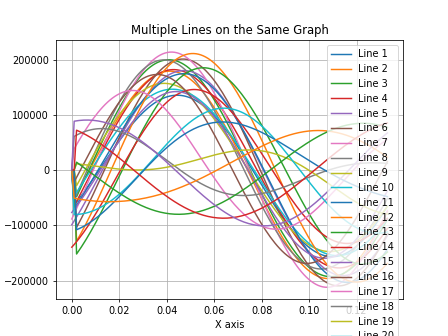 Multiple Lines on the Same Graph
200000
100000
0
−100000
−200000
0.00
0.02
0.04
0.06
0.08
0.10
X axis
Line 1
Line 2
Line 3
Line 4
Line 5
Line 6
Line 7
Line 8
Line 9
Line 10
Line 11
Line 12
Line 13
Line 14
Line 15
Line 16
Line 17
Line 18
Line 19
Line 20